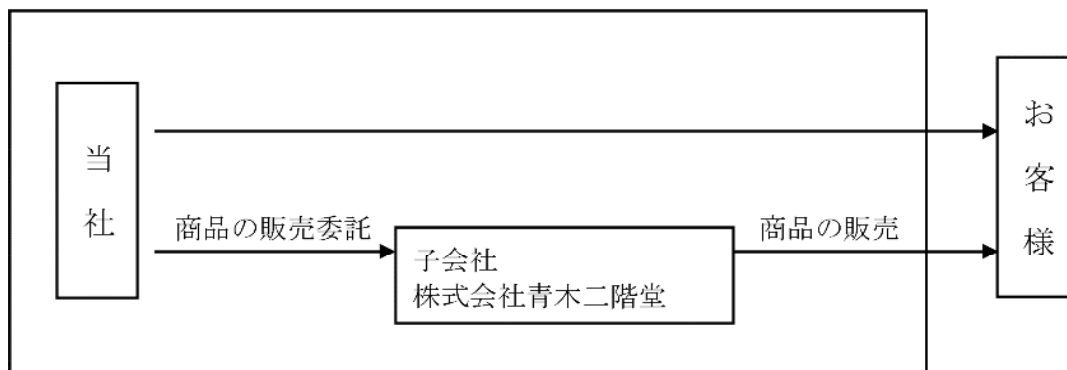 当社
商品の販売委託
子会社
株式会社青木二階堂
商品の販売
お客様